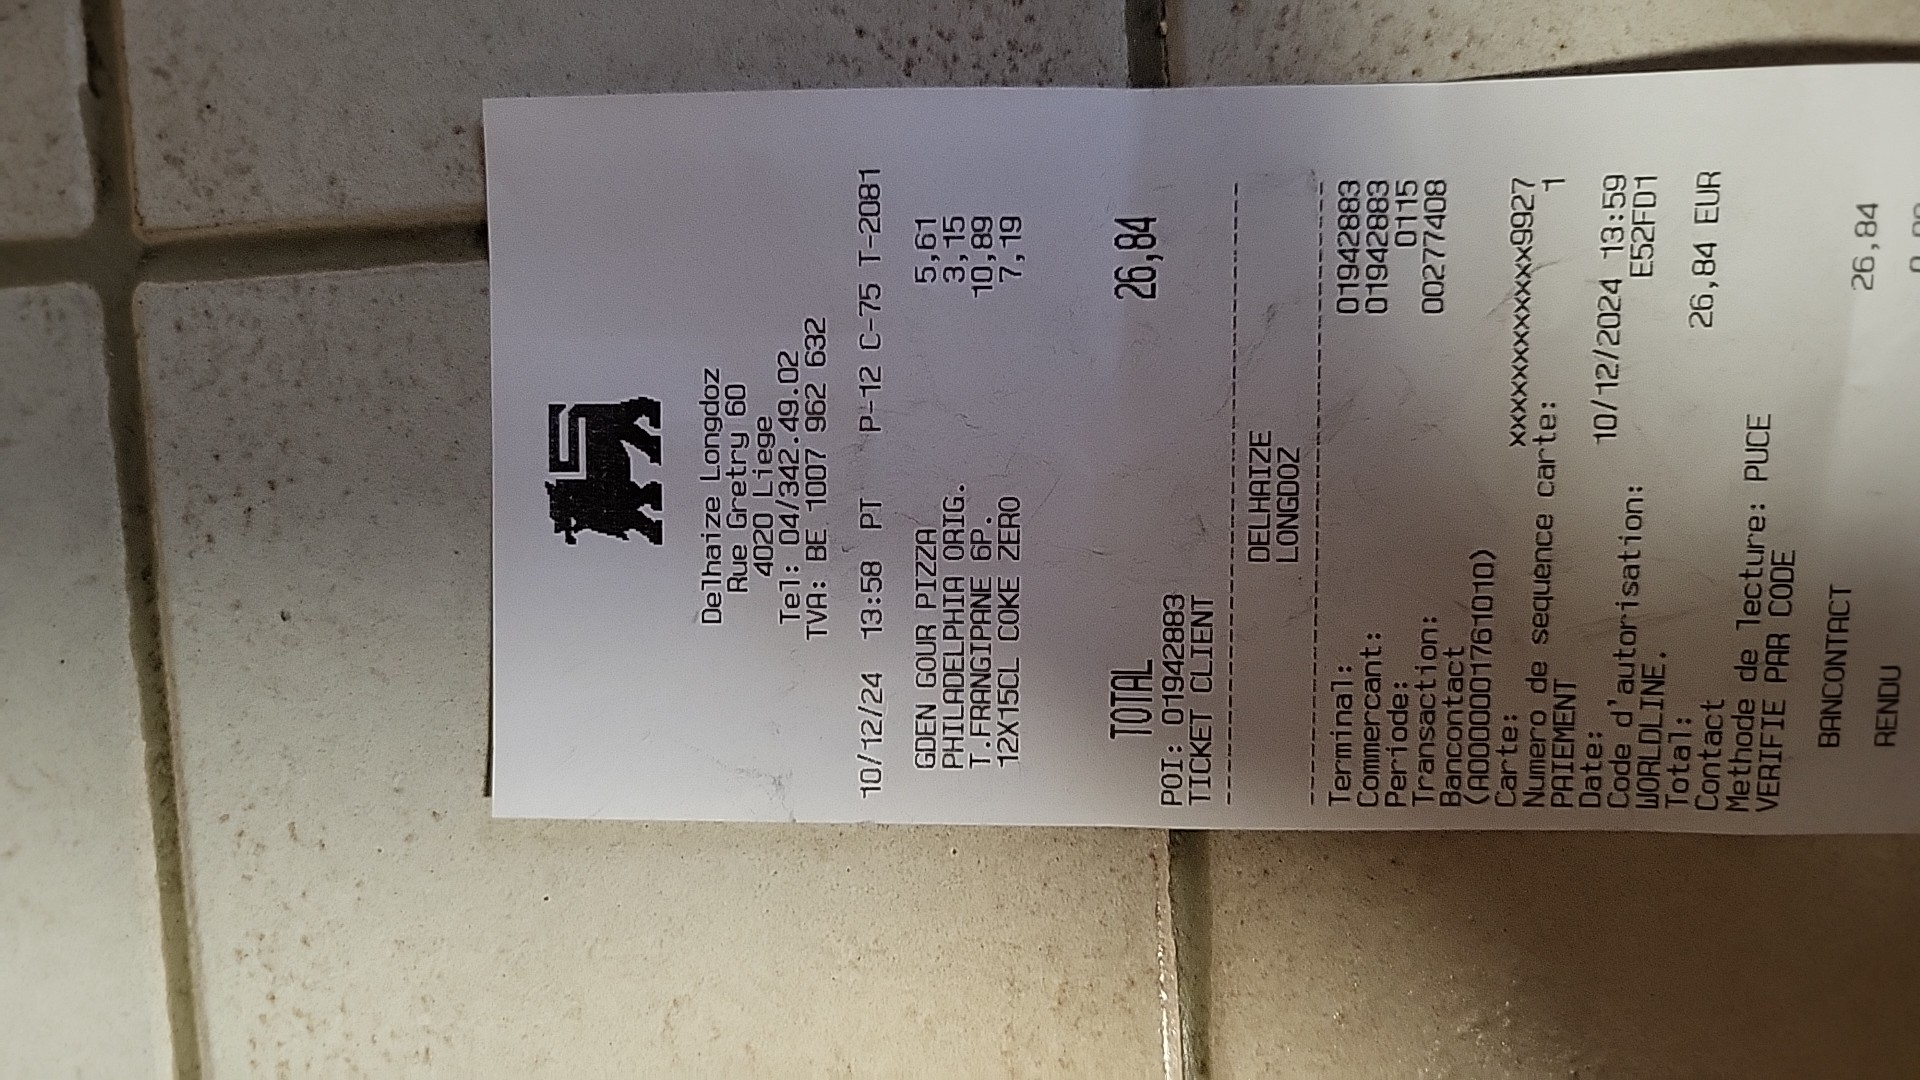 Delhaize Longdoz
Rue Gretry 60
4020 Liege
Tel: 04/342.49.02
TVA: BE 1007 962 632
10/12/24 13:58 PT P-12 C-75 T-2081
GDEN GOUR PIZZA 5,61
PHILADELPHIA ORIG. 3,15
T.FRANGIPANE 6P. 10,89
12X15CL COKE ZERO 7,19
TOTAL 26,84
POI: 01942883
TICKET CLIENT
--------------------------------
DELHAIZE
LONGDOZ
--------------------------------
Terminal: 01942883
Commercant: 01942883
Periode: 0115
Transaction: 00277408
Bancontact
(A0000001761010)
Carte: xxxxxxxxxxxxx9927
Numero de sequence carte: 1
PAIEMENT
Date: 10/12/2024 13:59
Code d'autorisation: E52FD1
WORLDLINE.
Total: 26,84 EUR
Contact
Methode de lecture: PUCE
VERIFIE PAR CODE
BANCONTACT 26,84
RENDU